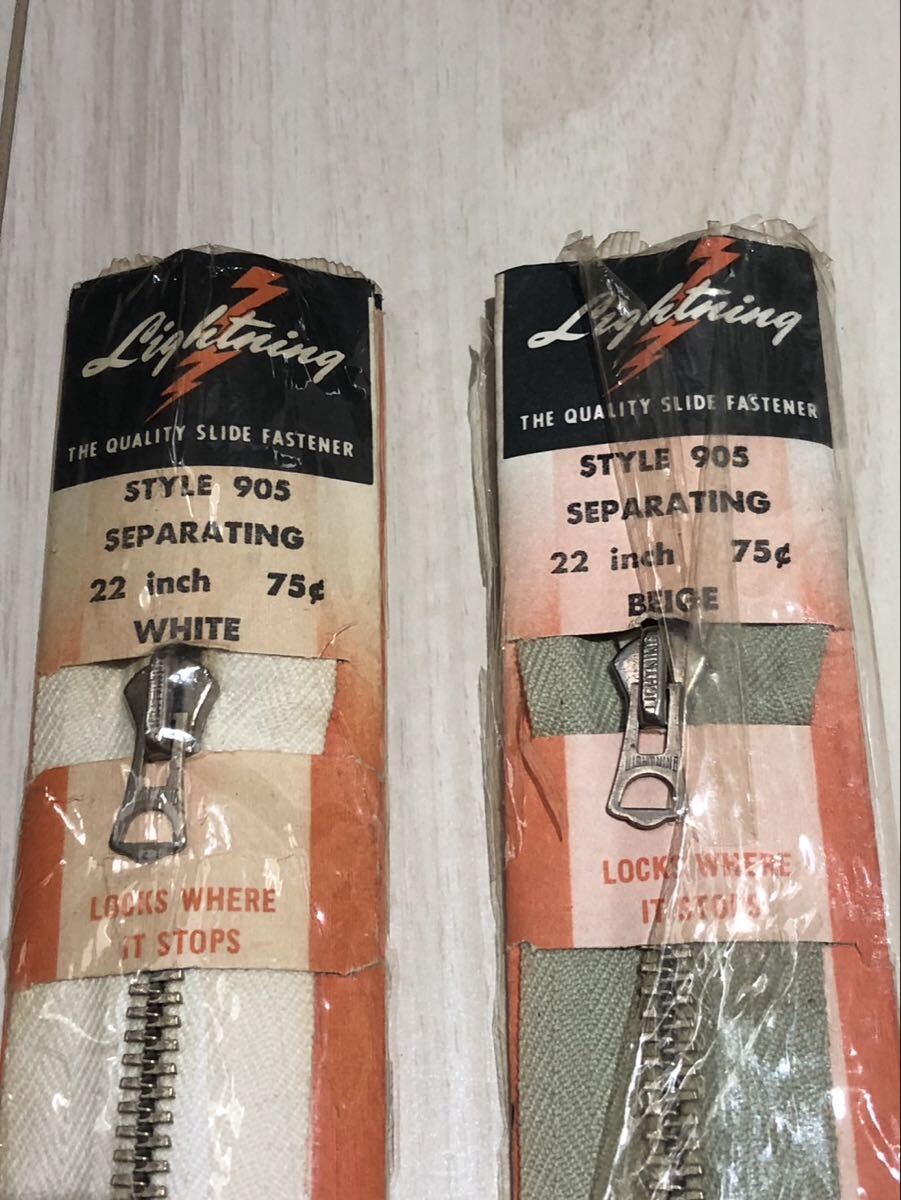 Lightning
THE QUALITY SLIDE FASTENER
STYLE 905
SEPARATING
22 inch 75¢
WHITE
LOCKS WHERE
IT STOPS
Lightning
THE QUALITY SLIDE FASTENER
STYLE 905
SEPARATING
22 inch 75¢
BEIGE
LIGHTNING
LIGHTNING
LOCKS WHERE
IT STOPS